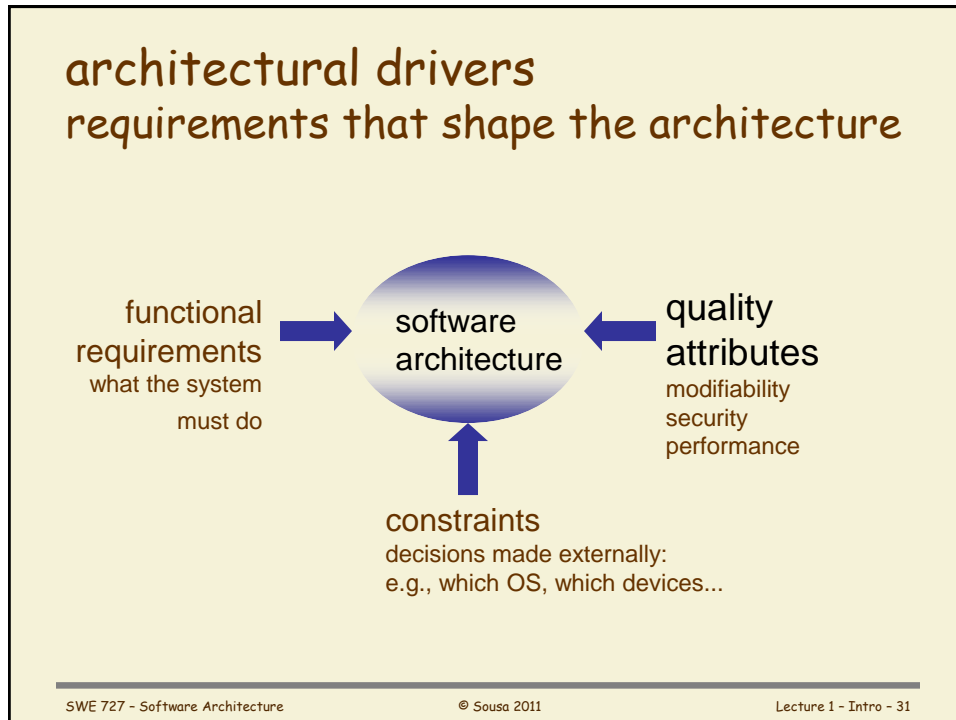 architectural drivers
requirements that shape the architecture
functional
requirements
what the system
must do
software
architecture
quality
attributes
modifiability
security
performance
constraints
decisions made externally:
e.g., which OS, which devices...
SWE 727 – Software Architecture
© Sousa 2011
Lecture 1 – Intro – 31